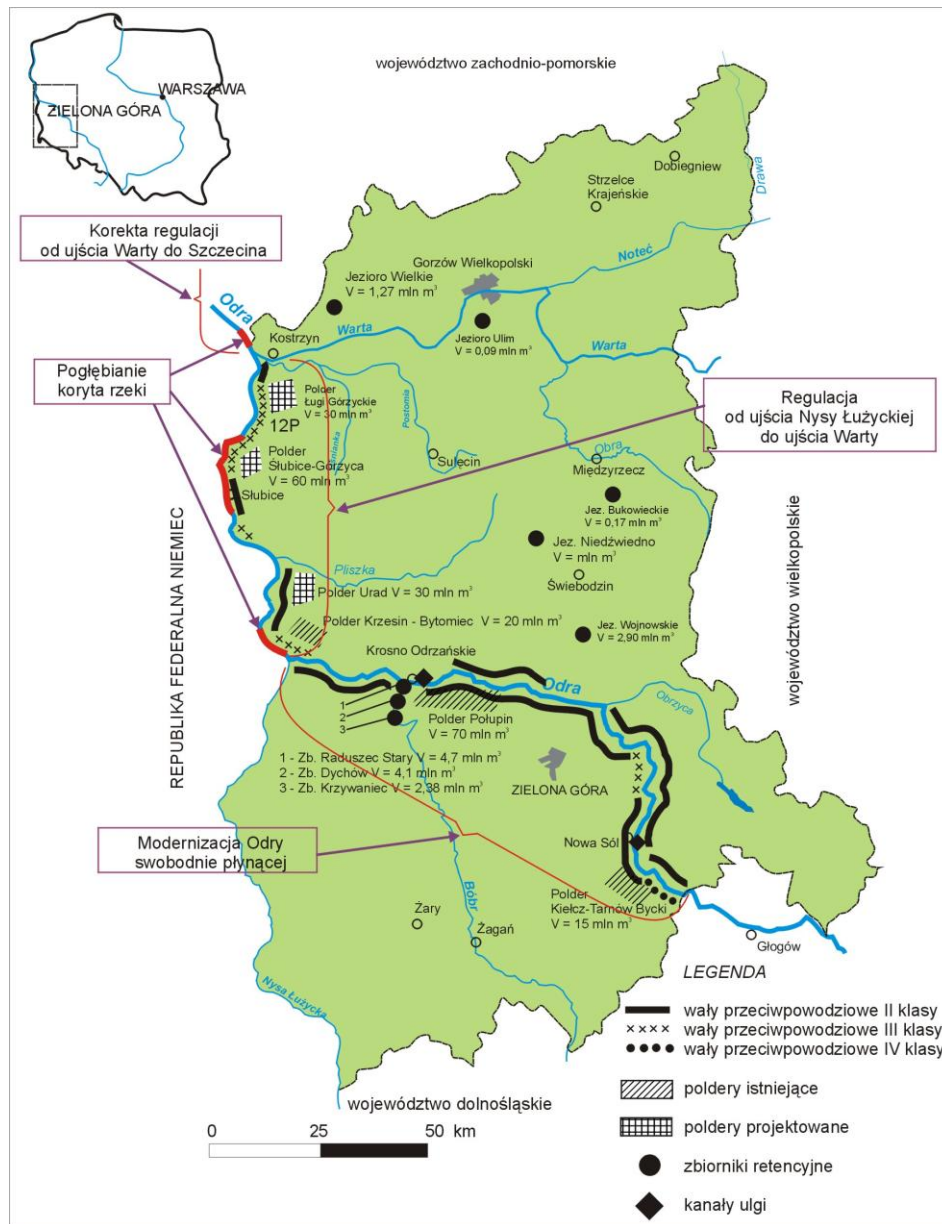 województwo zachodnio-pomorskie
WARSZAWA
ZIELONA GÓRA
Dobiegniew
Drawa
Strzelce
Krajeńskie
Korekta regulacji
od ujścia Warty do Szczecina
Noteć
Gorzów Wielkopolski
Jezioro Wielkie
V = 1,27 mln m³
Odra
Warta
Jezioro Ulim
V = 0,09 mln m³
Kostrzyn
Warta
Pogłębianie
koryta rzeki
Polder
Ługi Górzyckie
V = 30 mln m³
12P
Postomia
Regulacja
od ujścia Nysy Łużyckiej
do ujścia Warty
Polder
Słubice-Górzyca
V = 60 mln m³
Sulęcin
Obra
Międzyrzecz
Słubice
Jez. Bukowieckie
V = 0,17 mln m³
Jez. Niedźwiedno
V = mln m³
REPUBLIKA FEDERALNA NIEMIEC
województwo wielkopolskie
Pliszka
Świebodzin
Polder Urad V = 30 mln m³
Polder Krzesin - Bytomiec V = 20 mln m³
Jez. Wojnowskie
V = 2,90 mln m³
Krosno Odrzańskie
Odra
Obrzyca
1
2
3
Polder Połupin
V = 70 mln m³
1 - Zb. Raduszec Stary V = 4,7 mln m³
2 - Zb. Dychów V = 4,1 mln m³
3 - Zb. Krzywaniec V = 2,38 mln m³
ZIELONA GÓRA
Modernizacja Odry
swobodnie płynącej
Nowa Sól
Bóbr
Polder
Kiełcz-Tarnów Bycki
V = 15 mln m³
Żary
Żagań
Głogów
Nysa Łużycka
LEGENDA
wały przeciwpowodziowe II klasy
wały przeciwpowodziowe III klasy
wały przeciwpowodziowe IV klasy
województwo dolnośląskie
poldery istniejące
0 25 50 km
poldery projektowane
zbiorniki retencyjne
kanały ulgi